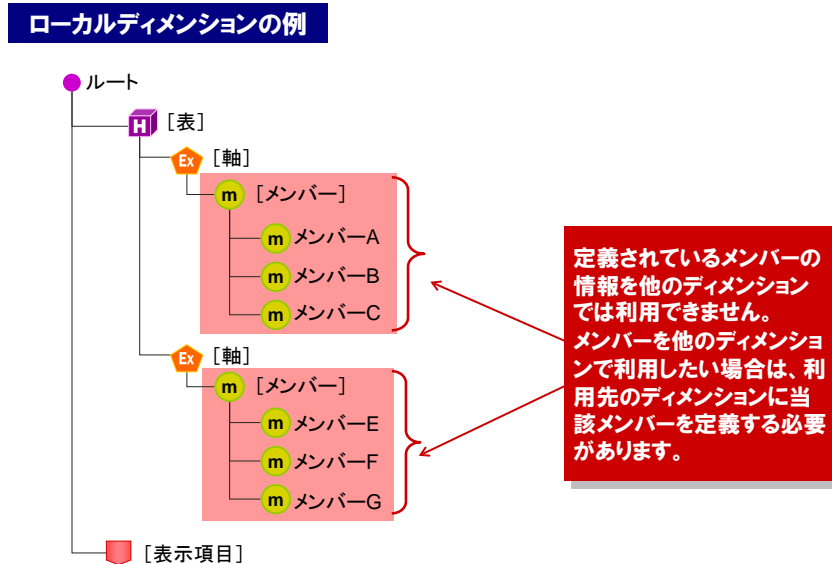 ローカルディメンションの例
ルート
H ［表］
Ex ［軸］
m ［メンバー］
m メンバーA
m メンバーB
m メンバーC
Ex ［軸］
m ［メンバー］
m メンバーE
m メンバーF
m メンバーG
［表示項目］
定義されているメンバーの
情報を他のディメンション
では利用できません。
メンバーを他のディメンショ
ンで利用したい場合は、利
用先のディメンションに当
該メンバーを定義する必要
があります。